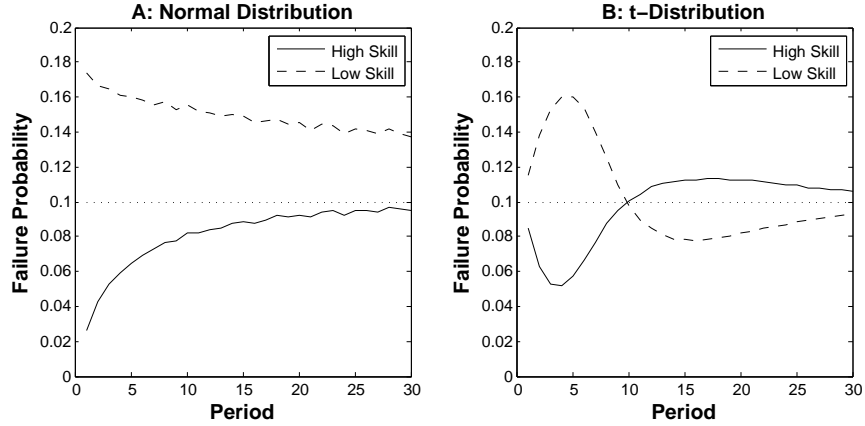 A: Normal Distribution
Failure Probability
0.2
0.18
0.16
0.14
0.12
0.1
0.08
0.06
0.04
0.02
0
High Skill
Low Skill
0 5 10 15 20 25 30
Period
B: t−Distribution
Failure Probability
0.2
0.18
0.16
0.14
0.12
0.1
0.08
0.06
0.04
0.02
0
High Skill
Low Skill
0 5 10 15 20 25 30
Period